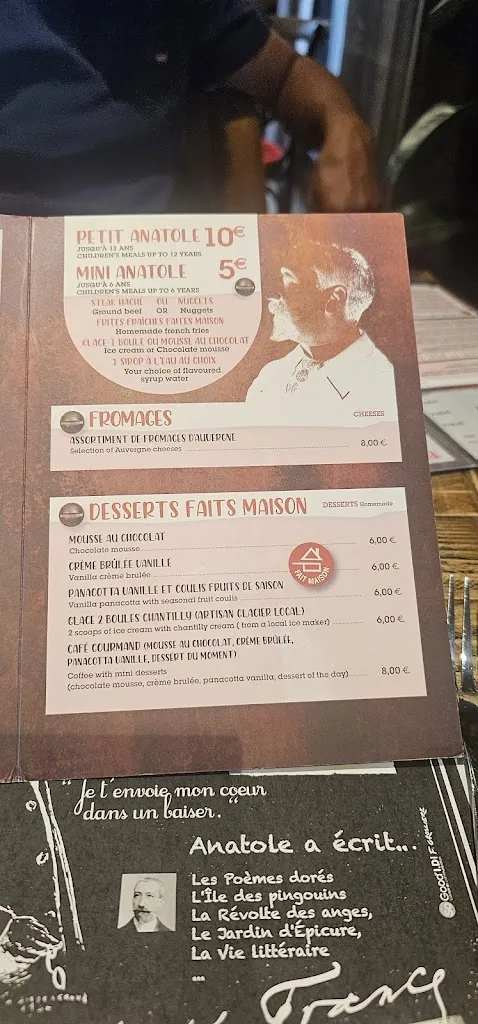 PETIT ANATOLE 10€
JUSQU'À 12 ANS
CHILDREN'S MEALS UP TO 12 YEARS
MINI ANATOLE 5€
JUSQU'À 6 ANS
CHILDREN'S MEALS UP TO 6 YEARS
STEAK HACHÉ OU NUGGETS
Ground beef OR Nuggets
FRITES FRAÎCHES FAITES MAISON
Homemade french fries
GLACE 1 BOULE OU MOUSSE AU CHOCOLAT
Ice cream or Chocolate mousse
1 SIROP À L'EAU AU CHOIX
Your choice of flavoured
syrup water
FROMAGES CHEESES
ASSORTIMENT DE FROMAGES D'AUVERGNE
Selection of Auvergne cheeses 8,00 €
DESSERTS FAITS MAISON DESSERTS Homemade
MOUSSE AU CHOCOLAT
Chocolate mousse 6,00 €
CRÈME BRÛLÉE VANILLE
Vanilla crème brulée 6,00 €
FAIT MAISON
PANACOTTA VANILLE ET COULIS FRUITS DE SAISON
Vanilla panacotta with seasonal fruit coulis 6,00 €
GLACE 2 BOULES CHANTILLY (ARTISAN GLACIER LOCAL)
2 scoops of ice cream with chantilly cream ( from a local ice maker) 6,00 €
CAFÉ GOURMAND (MOUSSE AU CHOCOLAT, CRÈME BRÛLÉE,
PANACOTTA VANILLE, DESSERT DU MOMENT)
Coffee with mini desserts
(chocolate mousse, crème brulée, panacotta vanilla, dessert of the day) 8,00 €
"Je t'envoie mon coeur
dans un baiser."
Anatole a écrit...
Les Poèmes dorés
L'Île des pingouins
La Révolte des anges,
Le Jardin d'Épicure,
La Vie littéraire
...
France